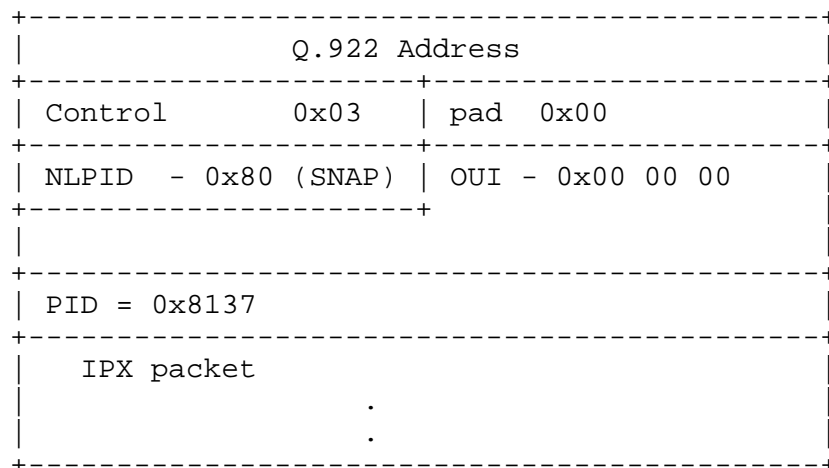 Q.922 Address
Control 0x03 pad 0x00
NLPID - 0x80 (SNAP) OUI - 0x00 00 00
PID = 0x8137
IPX packet
.
.